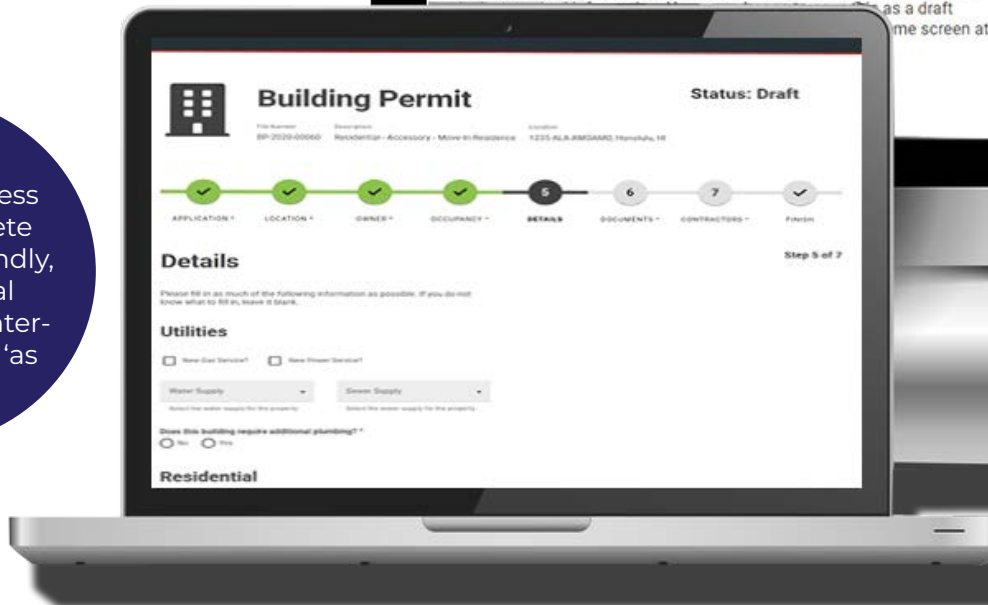 as a draft
me screen at
ess
ete
ndly,
al
nter-
'as
Building Permit
Status: Draft
File Number
Description
Location
BP-2020-00060
Residential - Accessory - Move-In Residence
1235 ALA Honolulu, HI
5
6
7
APPLICATION *
LOCATION *
OWNER *
OCCUPANCY *
DETAILS
DOCUMENTS *
CONTRACTORS *
FINISH
Details
Step 5 of 7
Please fill in as much of the following information as possible. If you do not
know what to fill in, leave it blank.
Utilities
New Gas Service?
New Power Service?
Water Supply
Sewer Supply
Select the water supply for the property
Select the sewer supply for the property
Does this building require additional plumbing? *
No
Yes
Residential